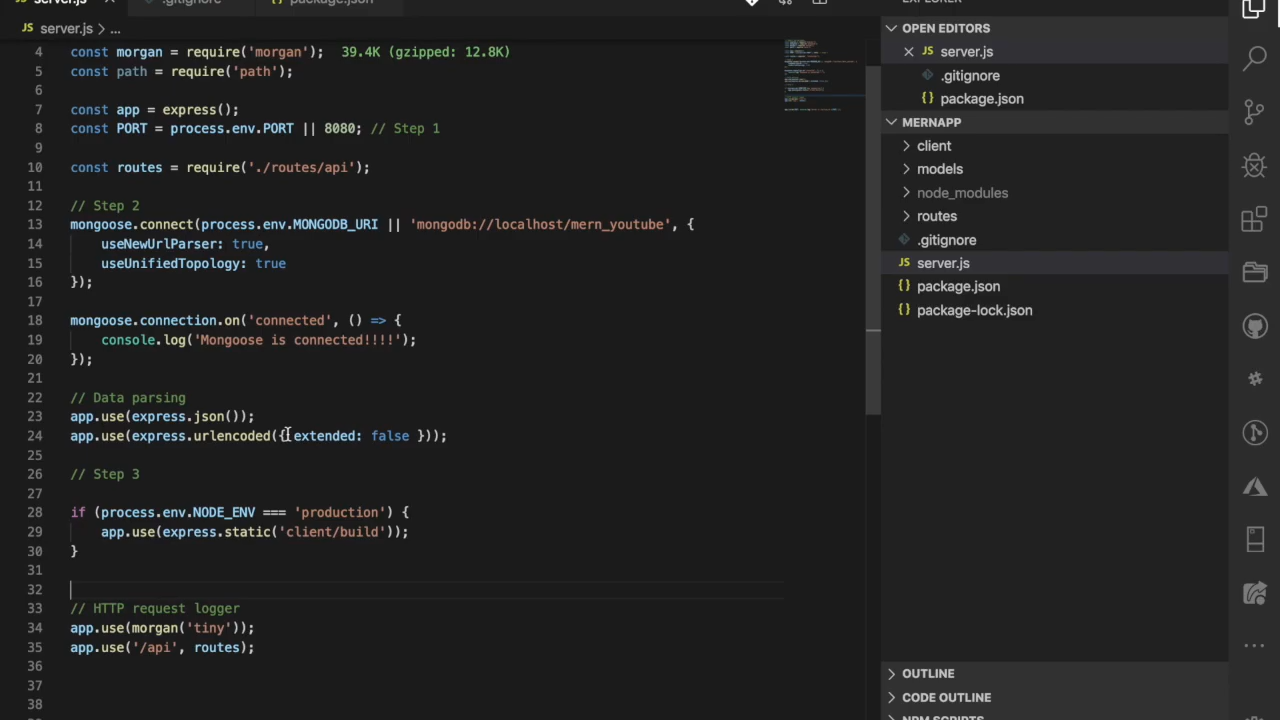 server.js
.gitignore
package.json
EXPLORER
server.js > ...
4 const morgan = require('morgan'); 39.4K (gzipped: 12.8K)
5 const path = require('path');
6
7 const app = express();
8 const PORT = process.env.PORT || 8080; // Step 1
9
10 const routes = require('./routes/api');
11
12 // Step 2
13 mongoose.connect(process.env.MONGODB_URI || 'mongodb://localhost/mern_youtube', {
14 useNewUrlParser: true,
15 useUnifiedTopology: true
16 });
17
18 mongoose.connection.on('connected', () => {
19 console.log('Mongoose is connected!!!!');
20 });
21
22 // Data parsing
23 app.use(express.json());
24 app.use(express.urlencoded({ extended: false }));
25
26 // Step 3
27
28 if (process.env.NODE_ENV === 'production') {
29 app.use(express.static('client/build'));
30 }
31
32
33 // HTTP request logger
34 app.use(morgan('tiny'));
35 app.use('/api', routes);
36
37
38
OPEN EDITORS
JS server.js
.gitignore
{} package.json
MERNAPP
client
models
node_modules
routes
.gitignore
JS server.js
{} package.json
{} package-lock.json
OUTLINE
CODE OUTLINE
NPM SCRIPTS